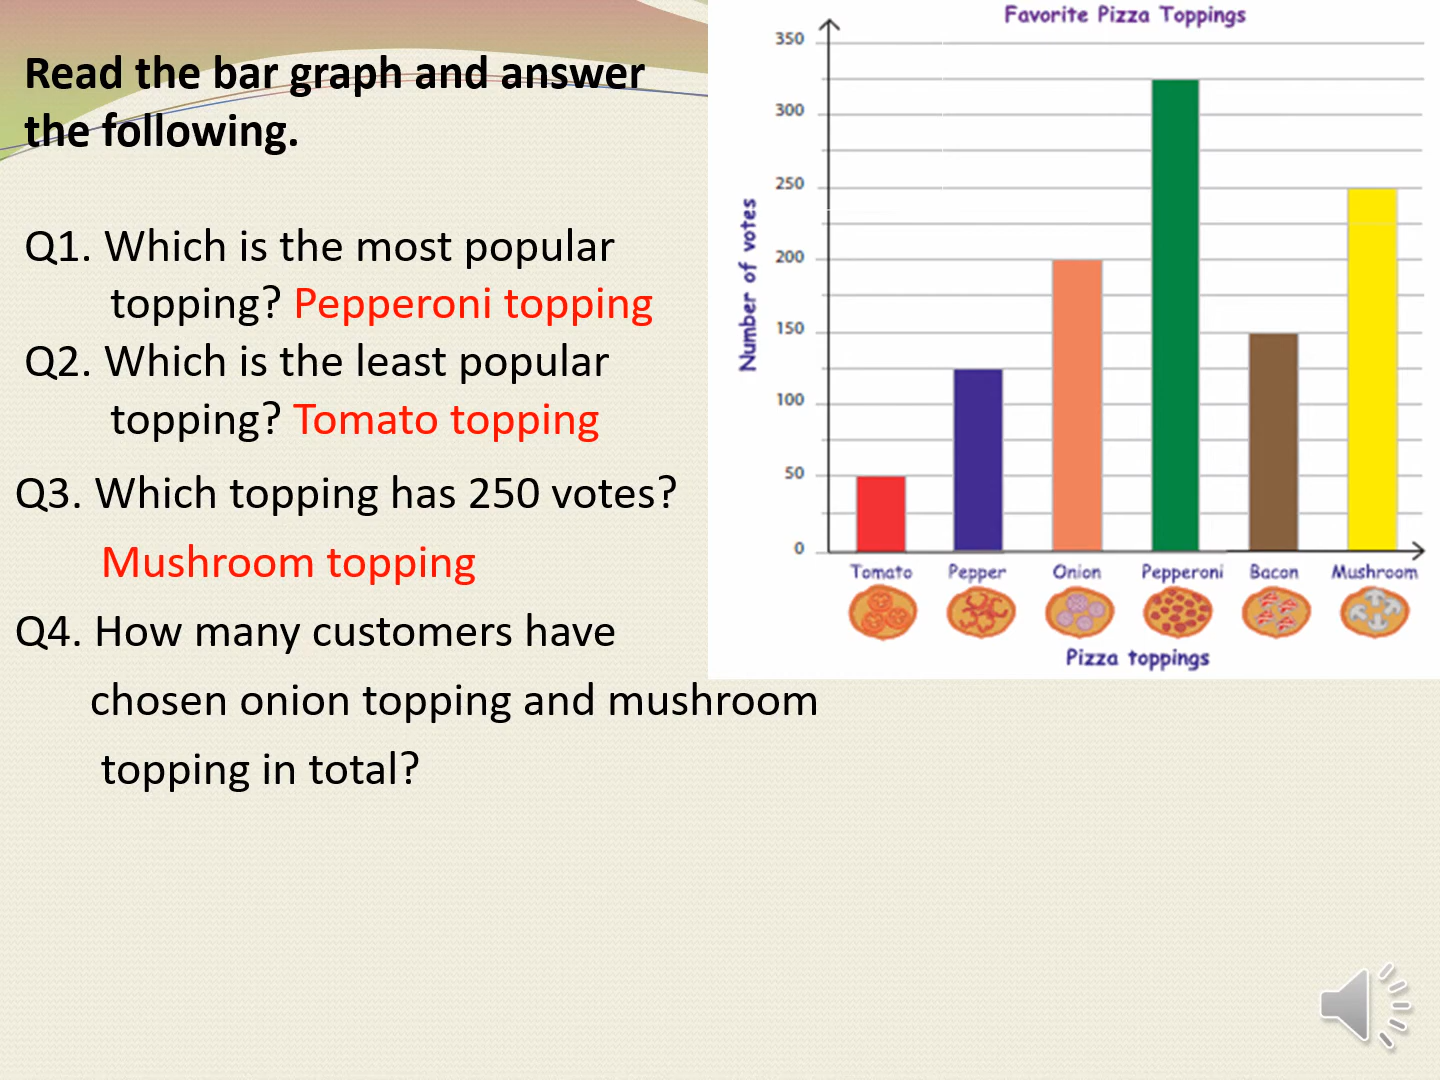 Read the bar graph and answer
the following.
Q1. Which is the most popular
topping? Pepperoni topping
Q2. Which is the least popular
topping? Tomato topping
Q3. Which topping has 250 votes?
Mushroom topping
Q4. How many customers have
chosen onion topping and mushroom
topping in total?
Favorite Pizza Toppings
Number of votes
350
300
250
200
150
100
50
0
Tomato Pepper Onion Pepperoni Bacon Mushroom
Pizza toppings